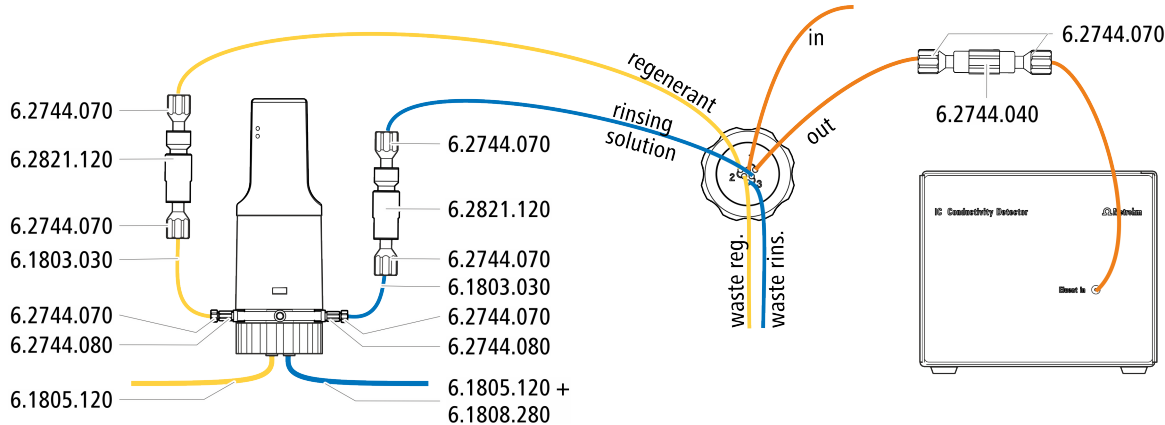 6.2744.070
6.2821.120
6.2744.070
6.1803.030
6.2744.070
6.2744.080
6.1805.120
6.2744.070
6.2821.120
6.2744.070
6.1803.030
6.2744.070
6.2744.080
6.1805.120 +
6.1808.280
regenerant
rinsing
solution
in
out
2
3
waste reg.
waste rins.
6.2744.070
6.2744.040
IC Conductivity Detector
Metrohm
Eluent in